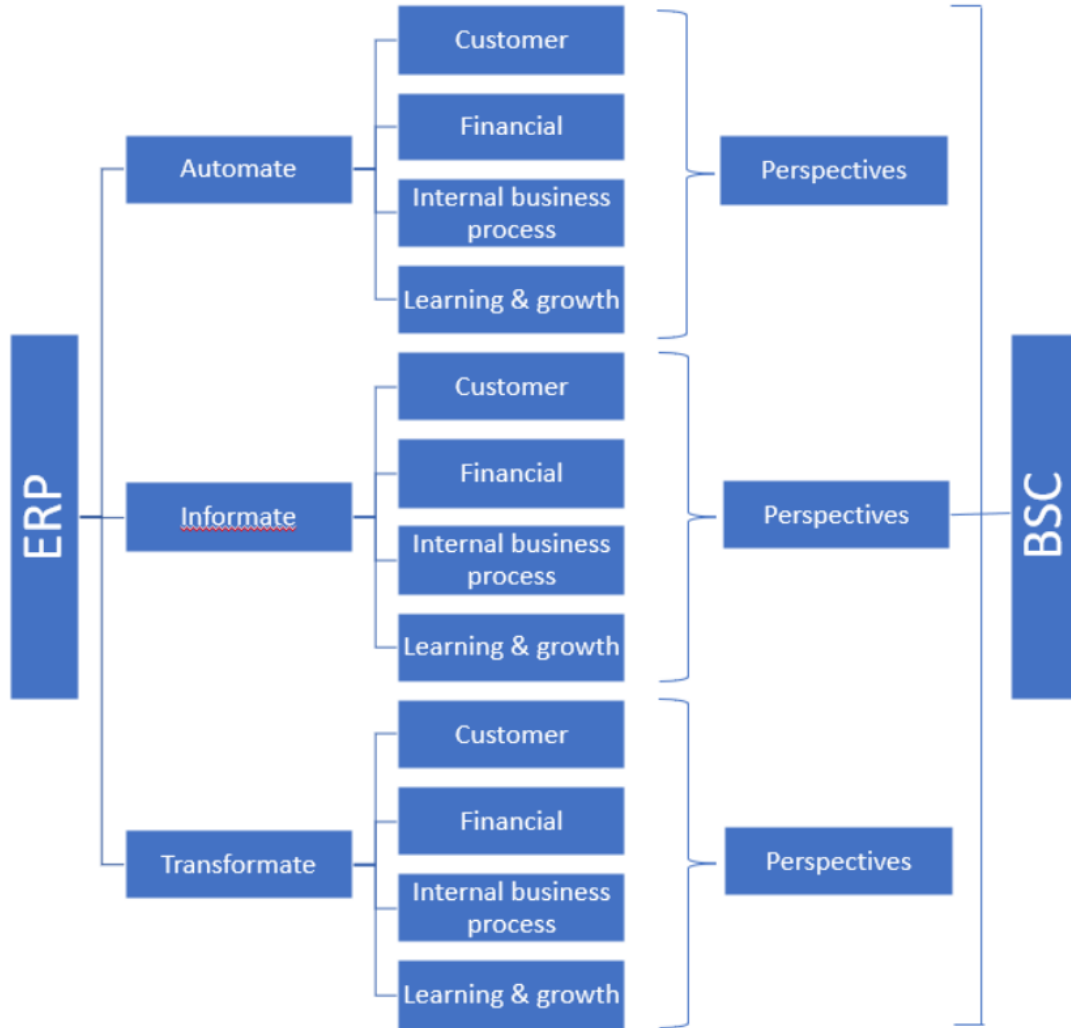 ERP
Automate
Customer
Financial
Internal business
process
Learning & growth
Perspectives
Informate
Customer
Financial
Internal business
process
Learning & growth
Perspectives
Transformate
Customer
Financial
Internal business
process
Learning & growth
Perspectives
BSC